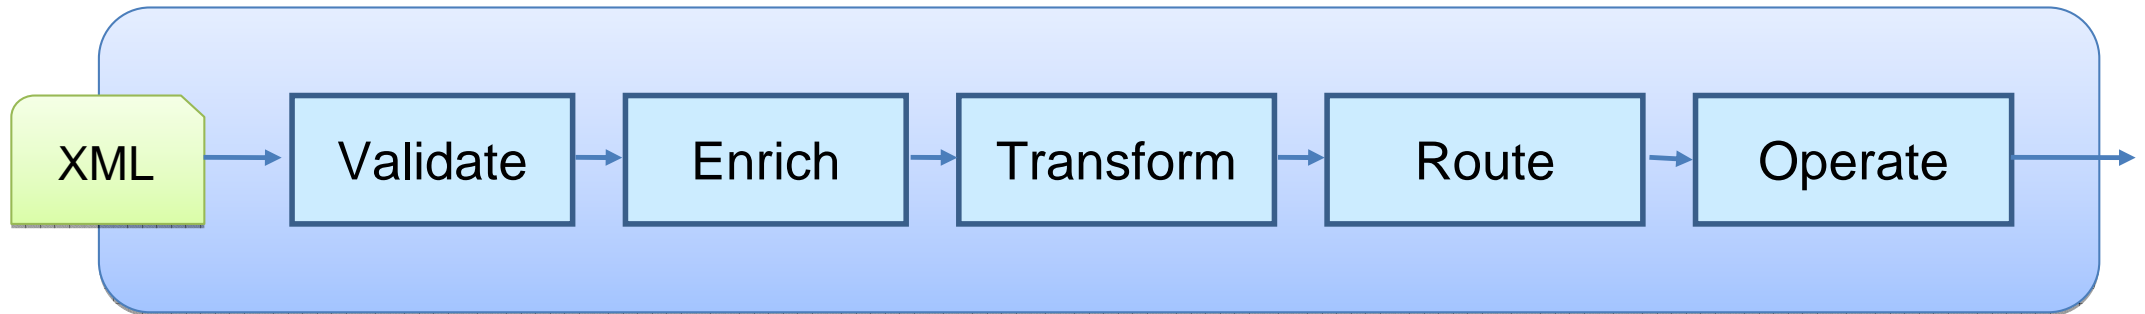 XML
Validate
Enrich
Transform
Route
Operate